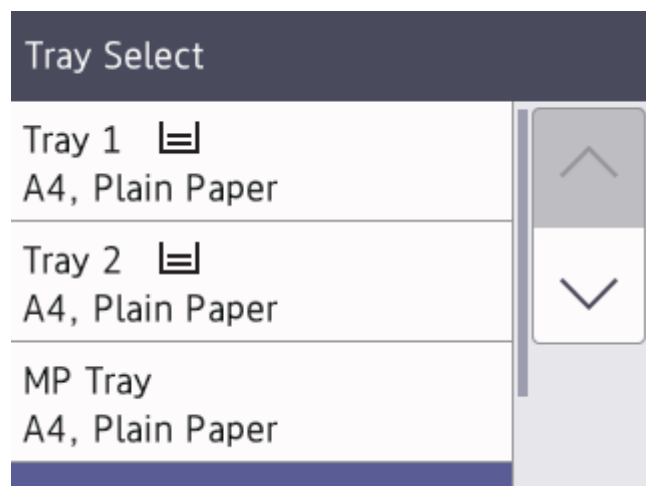 Tray Select
Tray 1
A4, Plain Paper
Tray 2
A4, Plain Paper
MP Tray
A4, Plain Paper